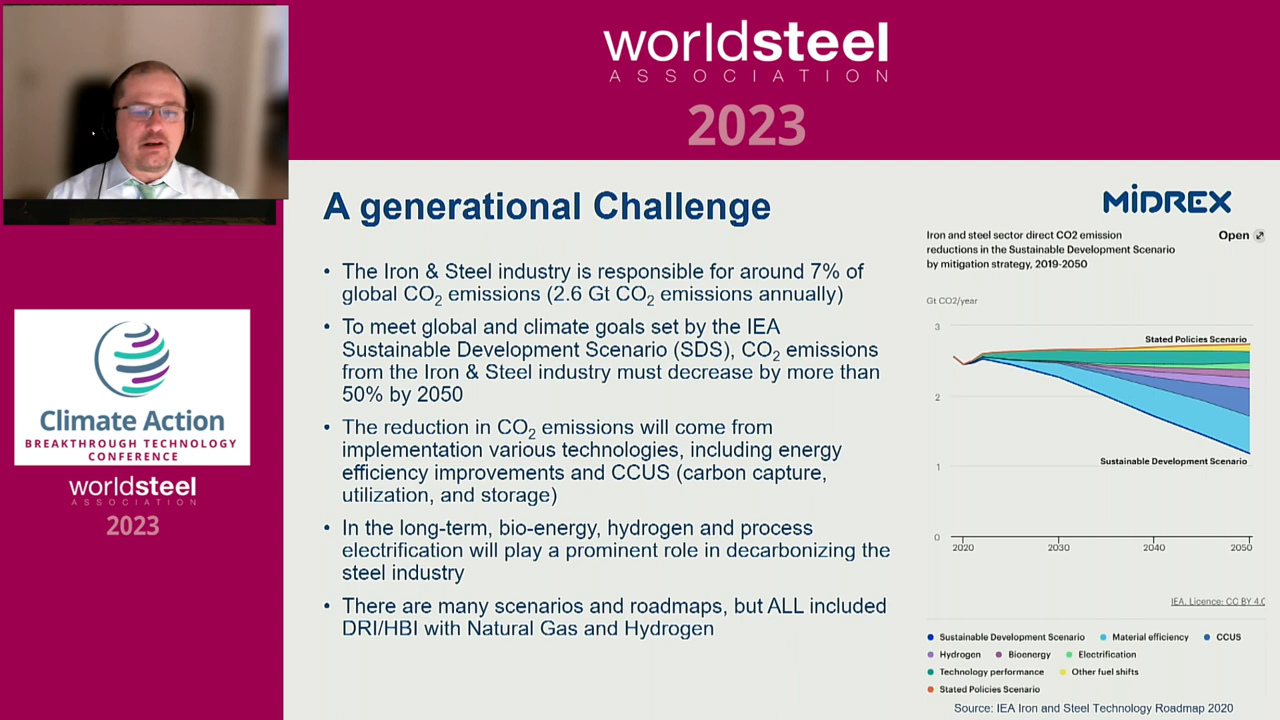 worldsteel
ASSOCIATION
2023
A generational Challenge
MIDREX
• The Iron & Steel industry is responsible for around 7% of
global CO2 emissions (2.6 Gt CO2 emissions annually)
• To meet global and climate goals set by the IEA
Sustainable Development Scenario (SDS), CO2 emissions
from the Iron & Steel industry must decrease by more than
50% by 2050
• The reduction in CO2 emissions will come from
implementation various technologies, including energy
efficiency improvements and CCUS (carbon capture,
utilization, and storage)
• In the long-term, bio-energy, hydrogen and process
electrification will play a prominent role in decarbonizing the
steel industry
• There are many scenarios and roadmaps, but ALL included
DRI/HBI with Natural Gas and Hydrogen
Iron and steel sector direct CO2 emission
reductions in the Sustainable Development Scenario
by mitigation strategy, 2019-2050
Open
Gt CO2/year
3
Stated Policies Scenario
2
Sustainable Development Scenario
1
0
2020 2030 2040 2050
IEA. Licence: CC BY 4.0
Sustainable Development Scenario Material efficiency CCUS
Hydrogen Bioenergy Electrification
Technology performance Other fuel shifts
Stated Policies Scenario
Source: IEA Iron and Steel Technology Roadmap 2020
Climate Action
BREAKTHROUGH TECHNOLOGY
CONFERENCE
worldsteel
ASSOCIATION
2023